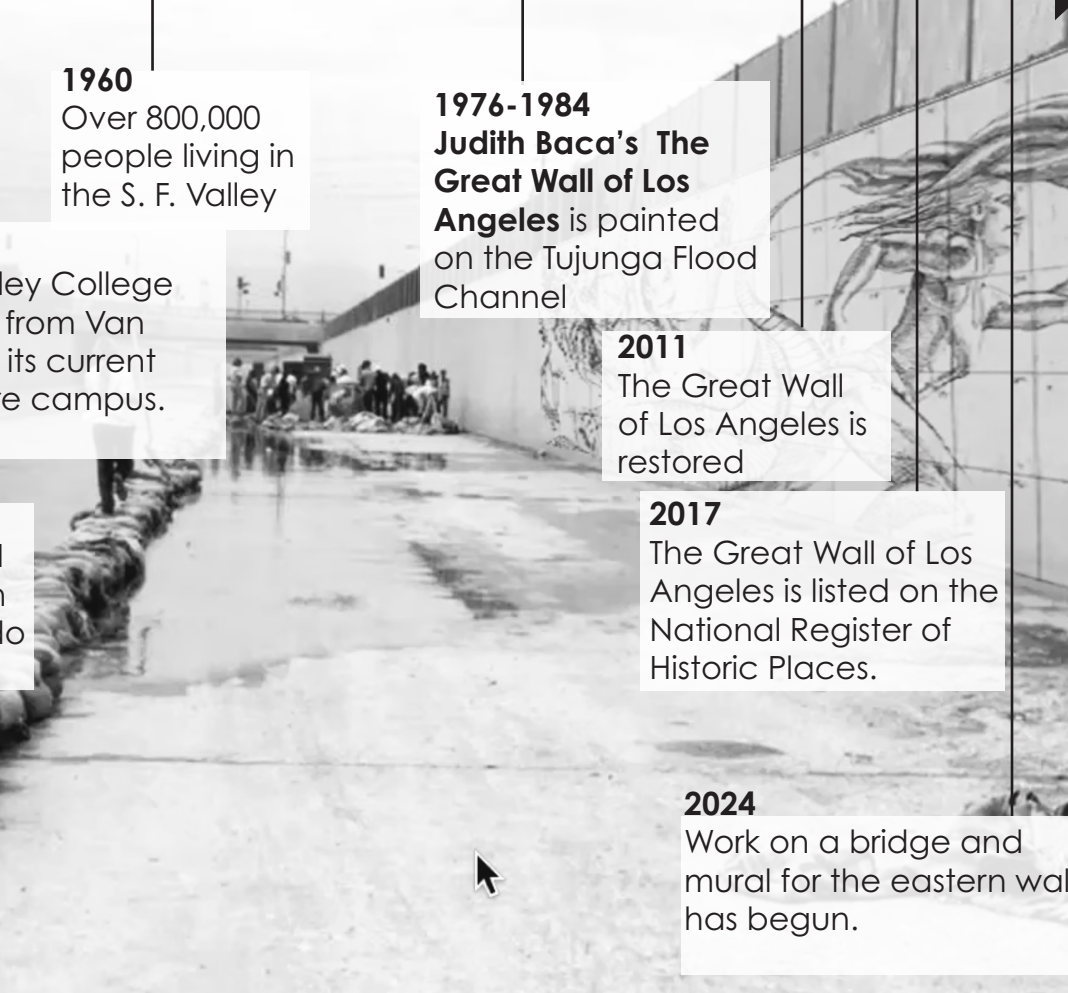 1960
Over 800,000
people living in
the S. F. Valley
College
from Van
its current
campus.
1976-1984
Judith Baca’s  The
Great Wall of Los
Angeles is painted
on the Tujunga Flood
Channel
2011
The Great Wall
of Los Angeles is
restored
2017
The Great Wall of Los
Angeles is listed on the
National Register of
Historic Places.
2024
Work on a bridge and
mural for the eastern
has begun.